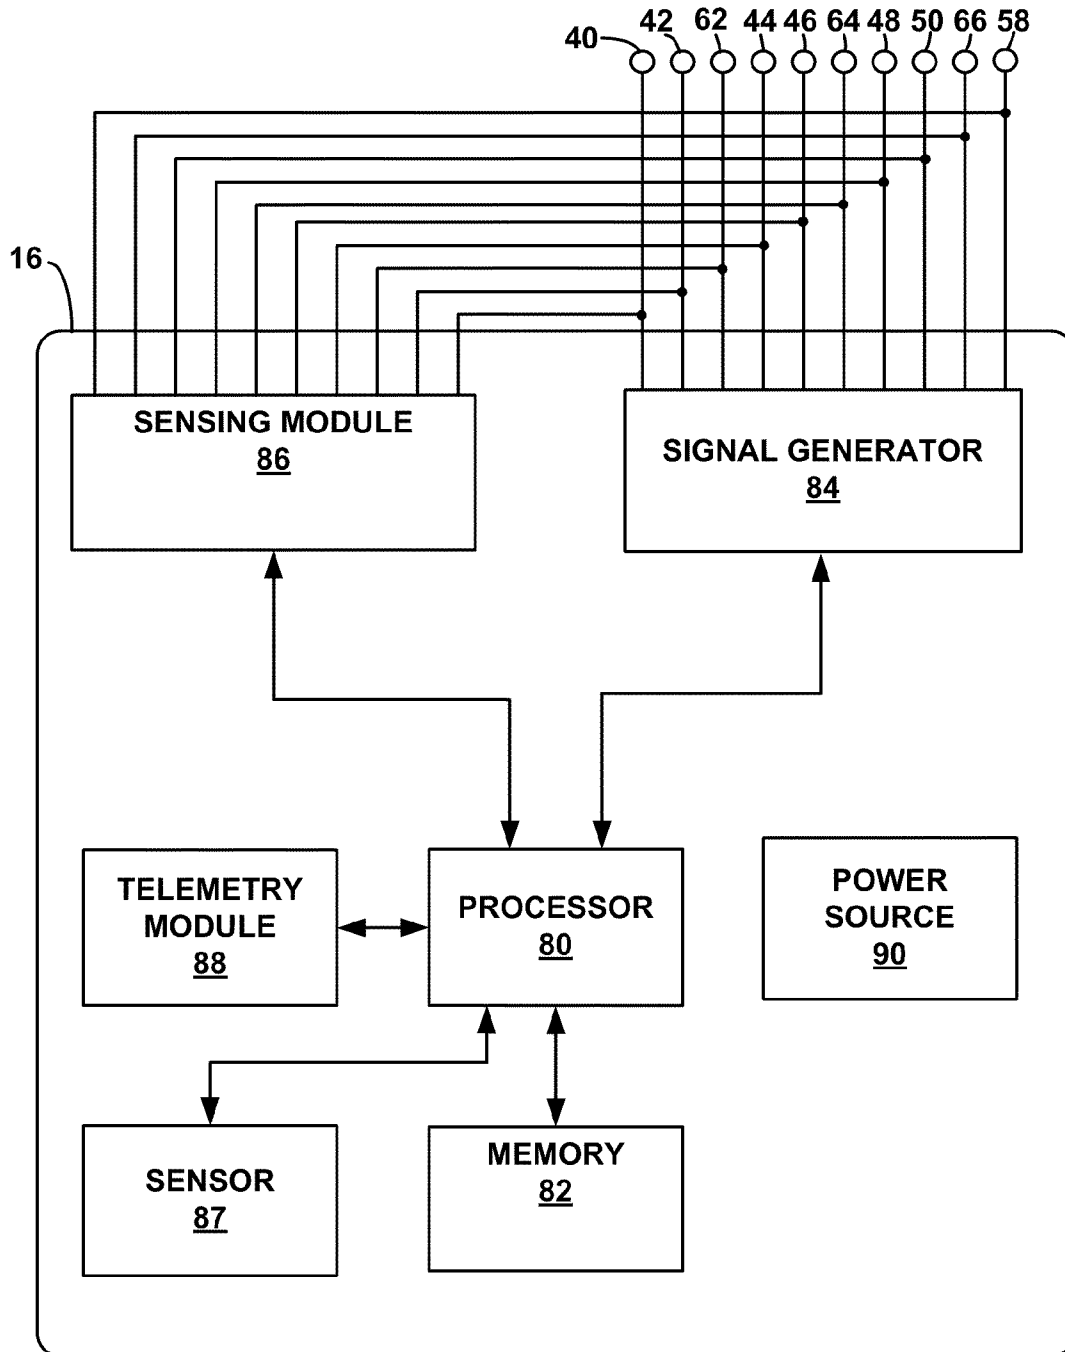 40 42 62 44 46 64 48 50 66 58
16
SENSING MODULE
86
SIGNAL GENERATOR
84
TELEMETRY
MODULE
88
PROCESSOR
80
POWER
SOURCE
90
SENSOR
87
MEMORY
82